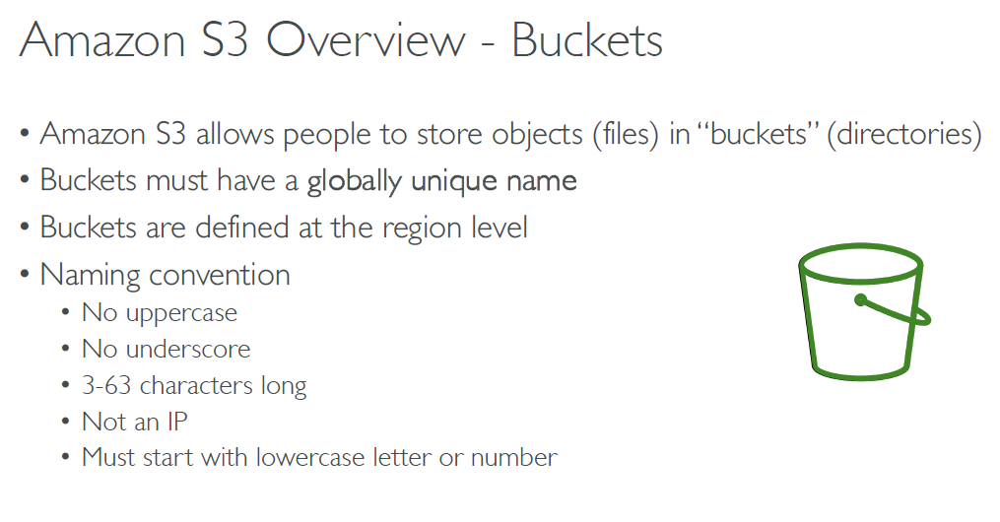 Amazon S3 Overview - Buckets
• Amazon S3 allows people to store objects (files) in “buckets” (directories)
• Buckets must have a globally unique name
• Buckets are defined at the region level
• Naming convention
• No uppercase
• No underscore
• 3-63 characters long
• Not an IP
• Must start with lowercase letter or number